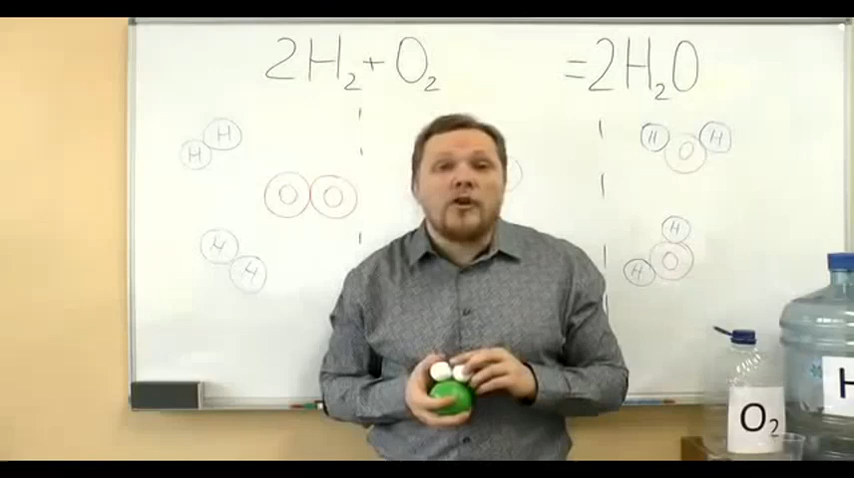 2H₂ + O₂ = 2H₂O
H H
H O H
O O
H
H H
H O
O₂
H